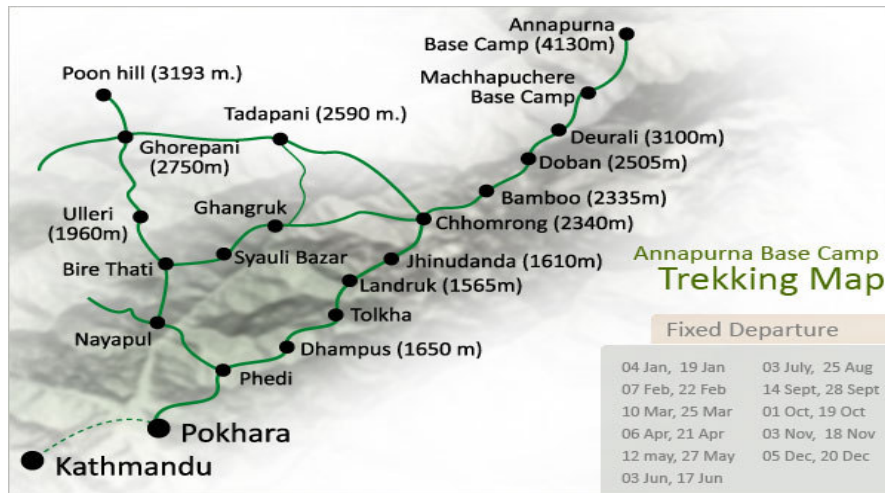 Annapurna
Base Camp (4130m)
Poon hill (3193 m.)
Machhapuchere
Base Camp
Tadapani (2590 m.)
Ghorepani
(2750m)
Deurali (3100m)
Doban (2505m)
Bamboo (2335m)
Ulleri
(1960m)
Ghangruk
Chhomrong (2340m)
Bire Thati
Syauli Bazar
Jhinudanda (1610m)
Landruk (1565m)
Tolkha
Nayapul
Dhampus (1650 m)
Phedi
Pokhara
Kathmandu
Annapurna Base Camp
Trekking Map
Fixed Departure
04 Jan, 19 Jan
07 Feb, 22 Feb
10 Mar, 25 Mar
06 Apr, 21 Apr
12 may, 27 May
03 Jun, 17 Jun
03 July, 25 Aug
14 Sept, 28 Sept
01 Oct, 19 Oct
03 Nov, 18 Nov
05 Dec, 20 Dec